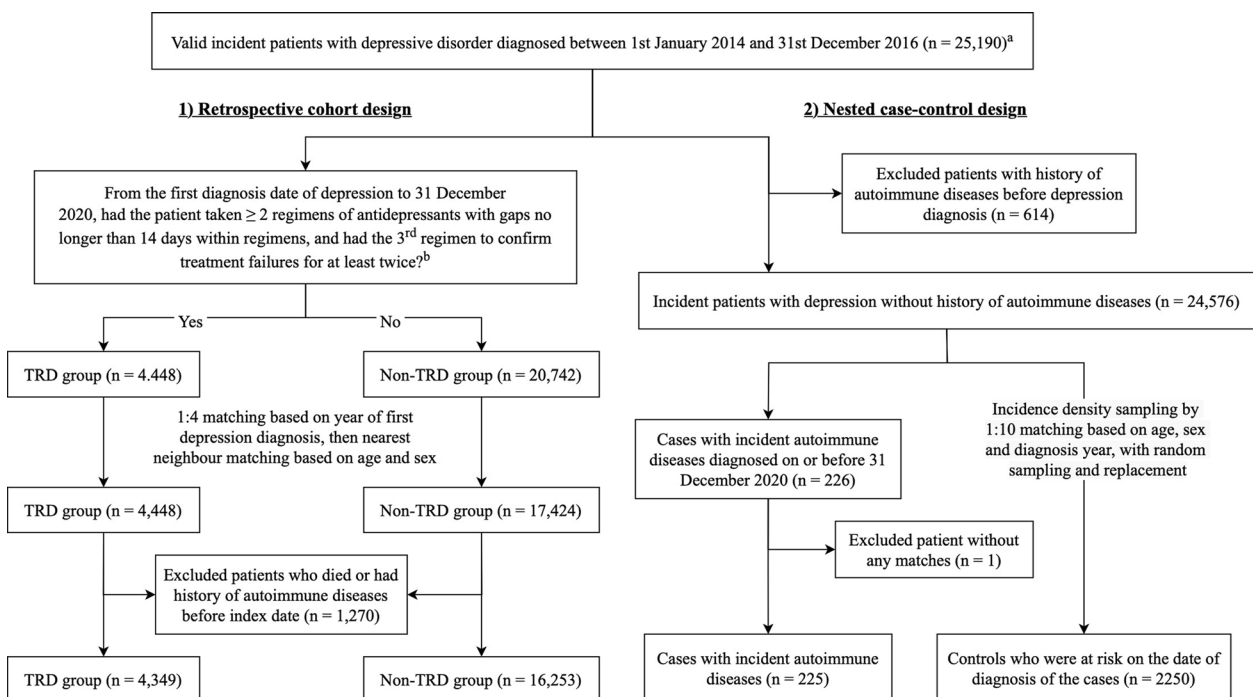 Valid incident patients with depressive disorder diagnosed between 1st January 2014 and 31st December 2016 (n = 25,190)a
1) Retrospective cohort design
From the first diagnosis date of depression to 31 December
2020, had the patient taken ≥ 2 regimens of antidepressants with gaps no
longer than 14 days within regimens, and had the 3rd regimen to confirm
treatment failures for at least twice?b
Yes
No
TRD group (n = 4.448)
Non-TRD group (n = 20,742)
1:4 matching based on year of first
depression diagnosis, then nearest
neighbour matching based on age and sex
TRD group (n = 4,448)
Non-TRD group (n = 17,424)
Excluded patients who died or had
history of autoimmune diseases
before index date (n = 1,270)
TRD group (n = 4,349)
Non-TRD group (n = 16,253)
2) Nested case-control design
Excluded patients with history of
autoimmune diseases before depression
diagnosis (n = 614)
Incident patients with depression without history of autoimmune diseases (n = 24,576)
Cases with incident autoimmune
diseases diagnosed on or before 31
December 2020 (n = 226)
Incidence density sampling by
1:10 matching based on age, sex
and diagnosis year, with random
sampling and replacement
Excluded patient without
any matches (n = 1)
Cases with incident autoimmune
diseases (n = 225)
Controls who were at risk on the date of
diagnosis of the cases (n = 2250)